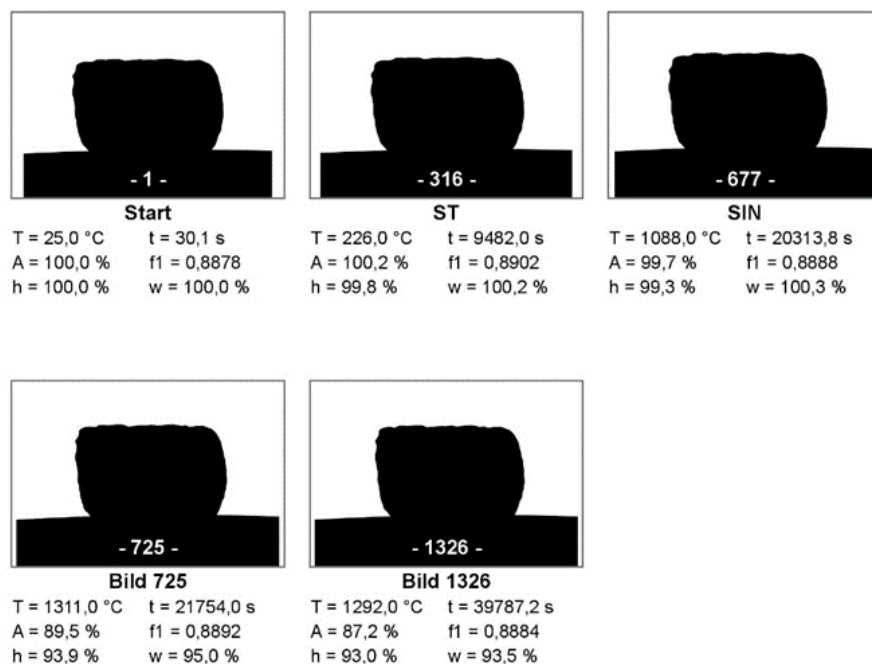 - 1 -
- 316 -
- 677 -
Start
ST
SIN
T = 25,0 °C t = 30,1 s
T = 226,0 °C t = 9482,0 s
T = 1088,0 °C t = 20313,8 s
A = 100,0 % f1 = 0,8878
A = 100,2 % f1 = 0,8902
A = 99,7 % f1 = 0,8888
h = 100,0 % w = 100,0 %
h = 99,8 % w = 100,2 %
h = 99,3 % w = 100,3 %
- 725 -
- 1326 -
Bild 725
Bild 1326
T = 1311,0 °C t = 21754,0 s
T = 1292,0 °C t = 39787,2 s
A = 89,5 % f1 = 0,8892
A = 87,2 % f1 = 0,8884
h = 93,9 % w = 95,0 %
h = 93,0 % w = 93,5 %